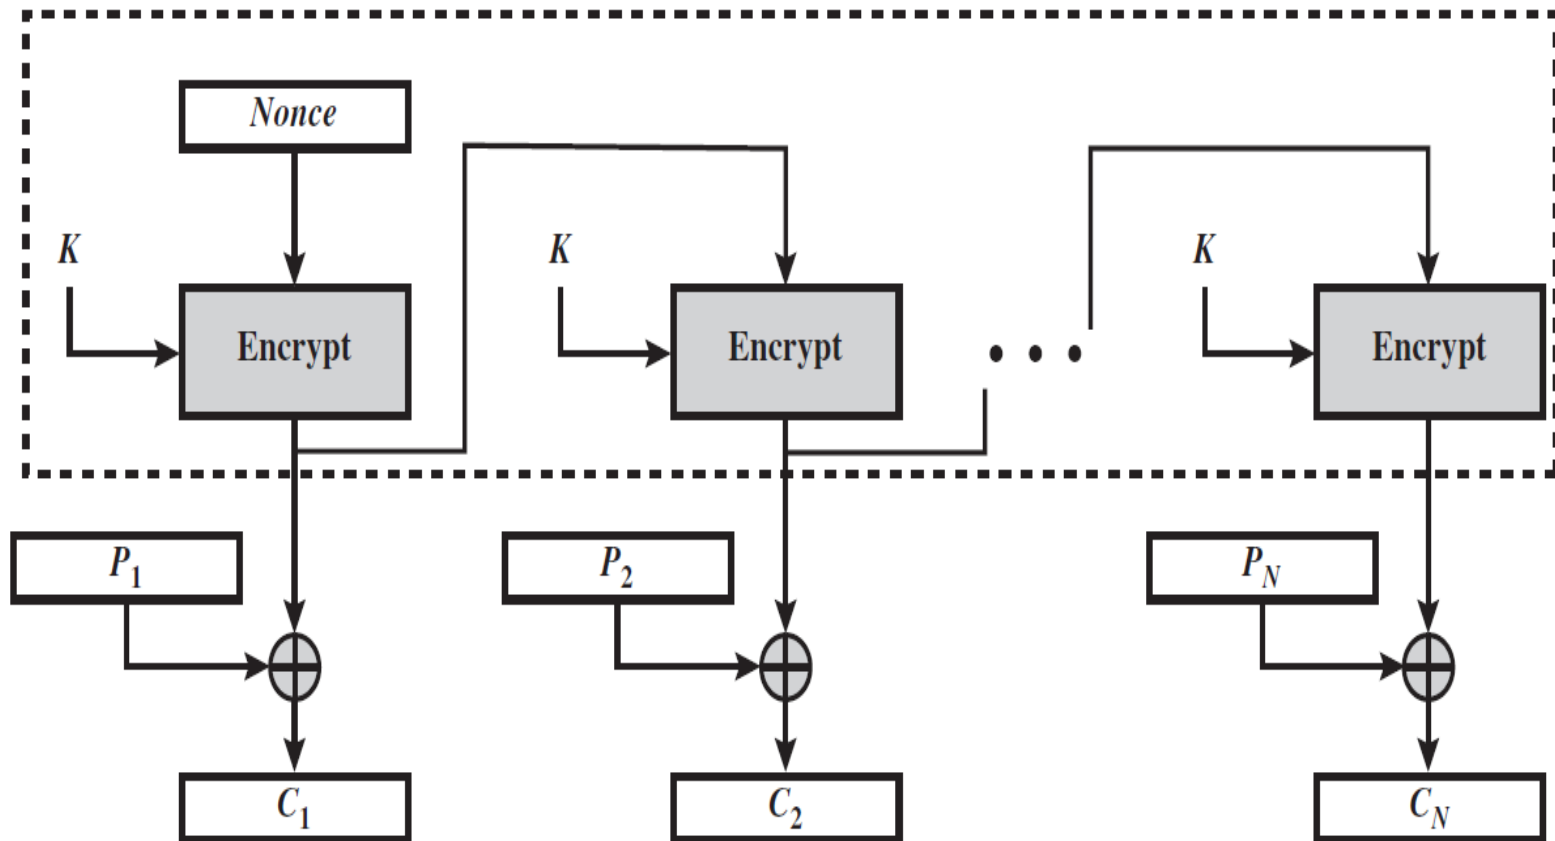 Nonce
K
K
K
Encrypt
Encrypt
Encrypt
P1
P2
PN
C1
C2
CN